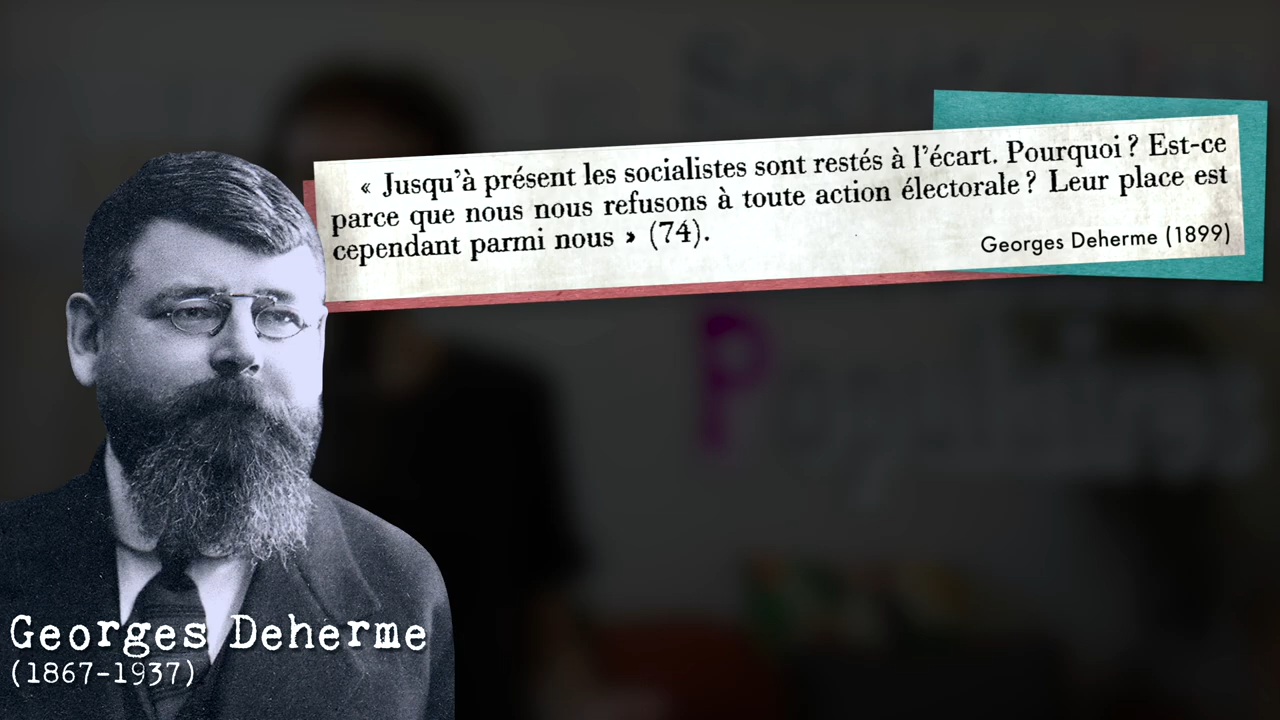 « Jusqu'à présent les socialistes sont restés à l'écart. Pourquoi ? Est-ce
parce que nous nous refusons à toute action électorale ? Leur place est
cependant parmi nous » (74).
Georges Deherme (1899)
Georges Deherme
(1867-1937)